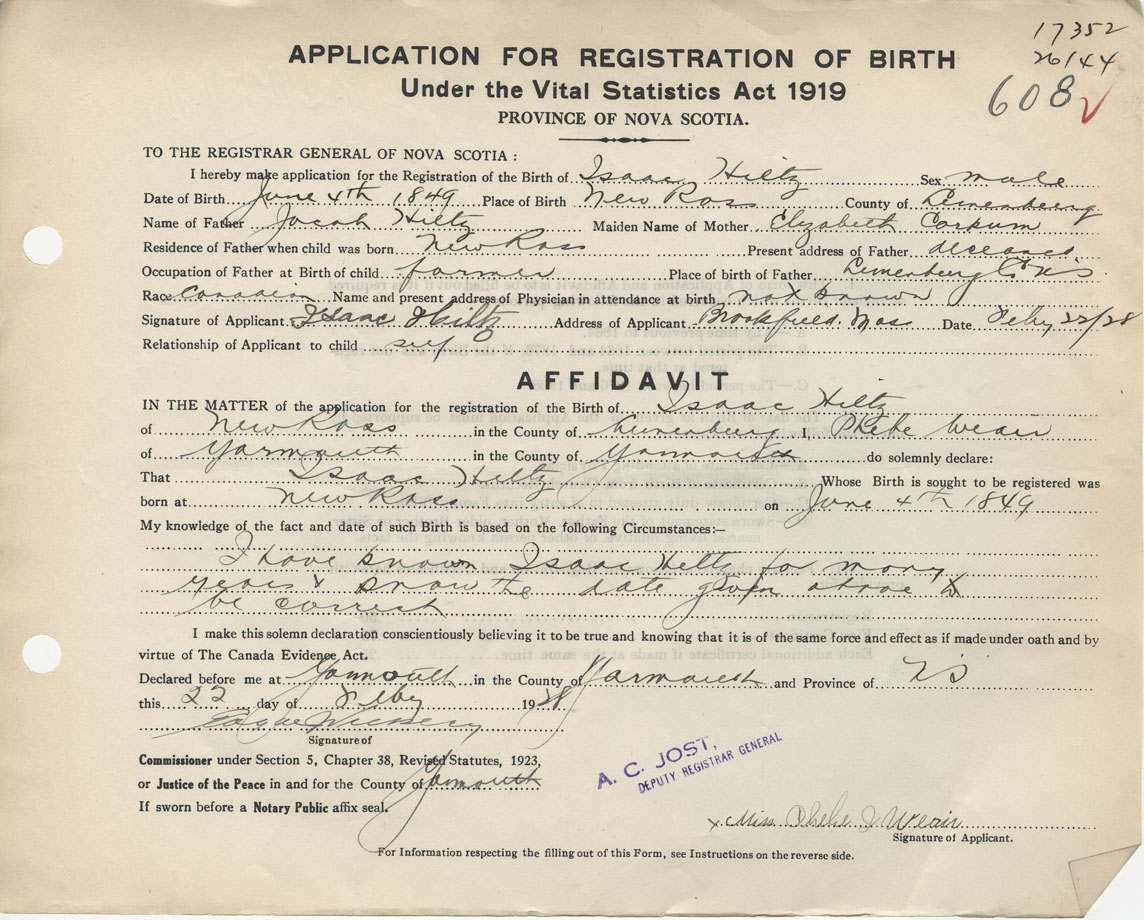 17352
26144
608
APPLICATION FOR REGISTRATION OF BIRTH
Under the Vital Statistics Act 1919
PROVINCE OF NOVA SCOTIA.
TO THE REGISTRAR GENERAL OF NOVA SCOTIA :
I hereby make application for the Registration of the Birth of Isaac Hiltz Sex male
Date of Birth June 4th 1849 Place of Birth New Ross County of Lunenburg
Name of Father Jacob Hiltz Maiden Name of Mother Elizabeth Corkum
Residence of Father when child was born New Ross Present address of Father deceased
Occupation of Father at Birth of child farmer Place of birth of Father Lunenburg Co NS
Race Canadian Name and present address of Physician in attendance at birth not known
Signature of Applicant Isaac Hiltz Address of Applicant Brookfield Mass Date Feby 22/28
Relationship of Applicant to child self
AFFIDAVIT
IN THE MATTER of the application for the registration of the Birth of Isaac Hiltz
of New Ross in the County of Lunenburg I, Phebe Wear
of Yarmouth in the County of Yarmouth do solemnly declare:
That Isaac Hiltz Whose Birth is sought to be registered was
born at New Ross on June 4th 1849
My knowledge of the fact and date of such Birth is based on the following Circumstances:—
I have known Isaac Hiltz for many
years & know the date given above to
be correct
I make this solemn declaration conscientiously believing it to be true and knowing that it is of the same force and effect as if made under oath and by
virtue of The Canada Evidence Act.
Declared before me at Yarmouth in the County of Yarmouth and Province of NS
this 22 day of Feby 1928
Signature of
Commissioner under Section 5, Chapter 38, Revised Statutes, 1923,
or Justice of the Peace in and for the County of Yarmouth
If sworn before a Notary Public affix seal.
A. C. JOST,
DEPUTY REGISTRAR GENERAL
x Miss Phebe J Weair
Signature of Applicant.
For Information respecting the filling out of this Form, see Instructions on the reverse side.